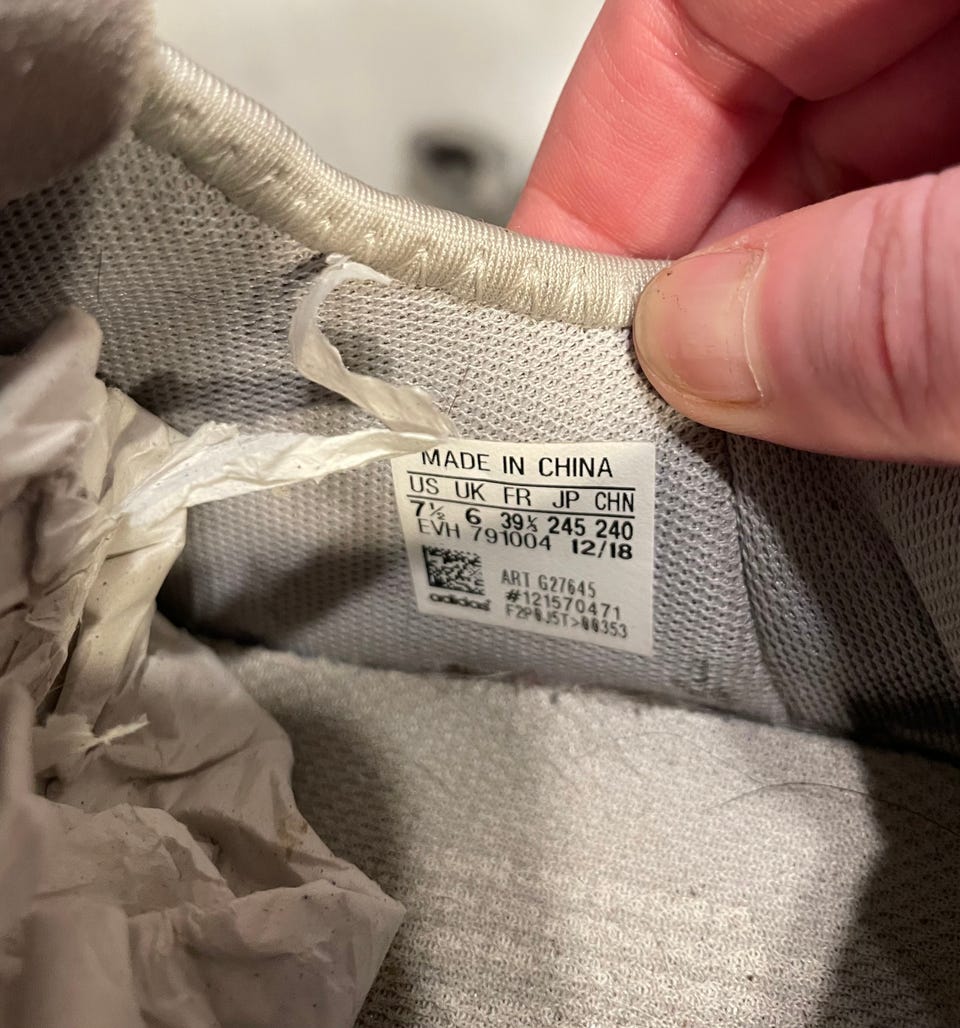 MADE IN CHINA
US UK FR JP CHN
7½ 6 39⅓ 245 240
EVH 791004 12/18
ART G27645
#121570471
F2P0J5T>00353
adidas